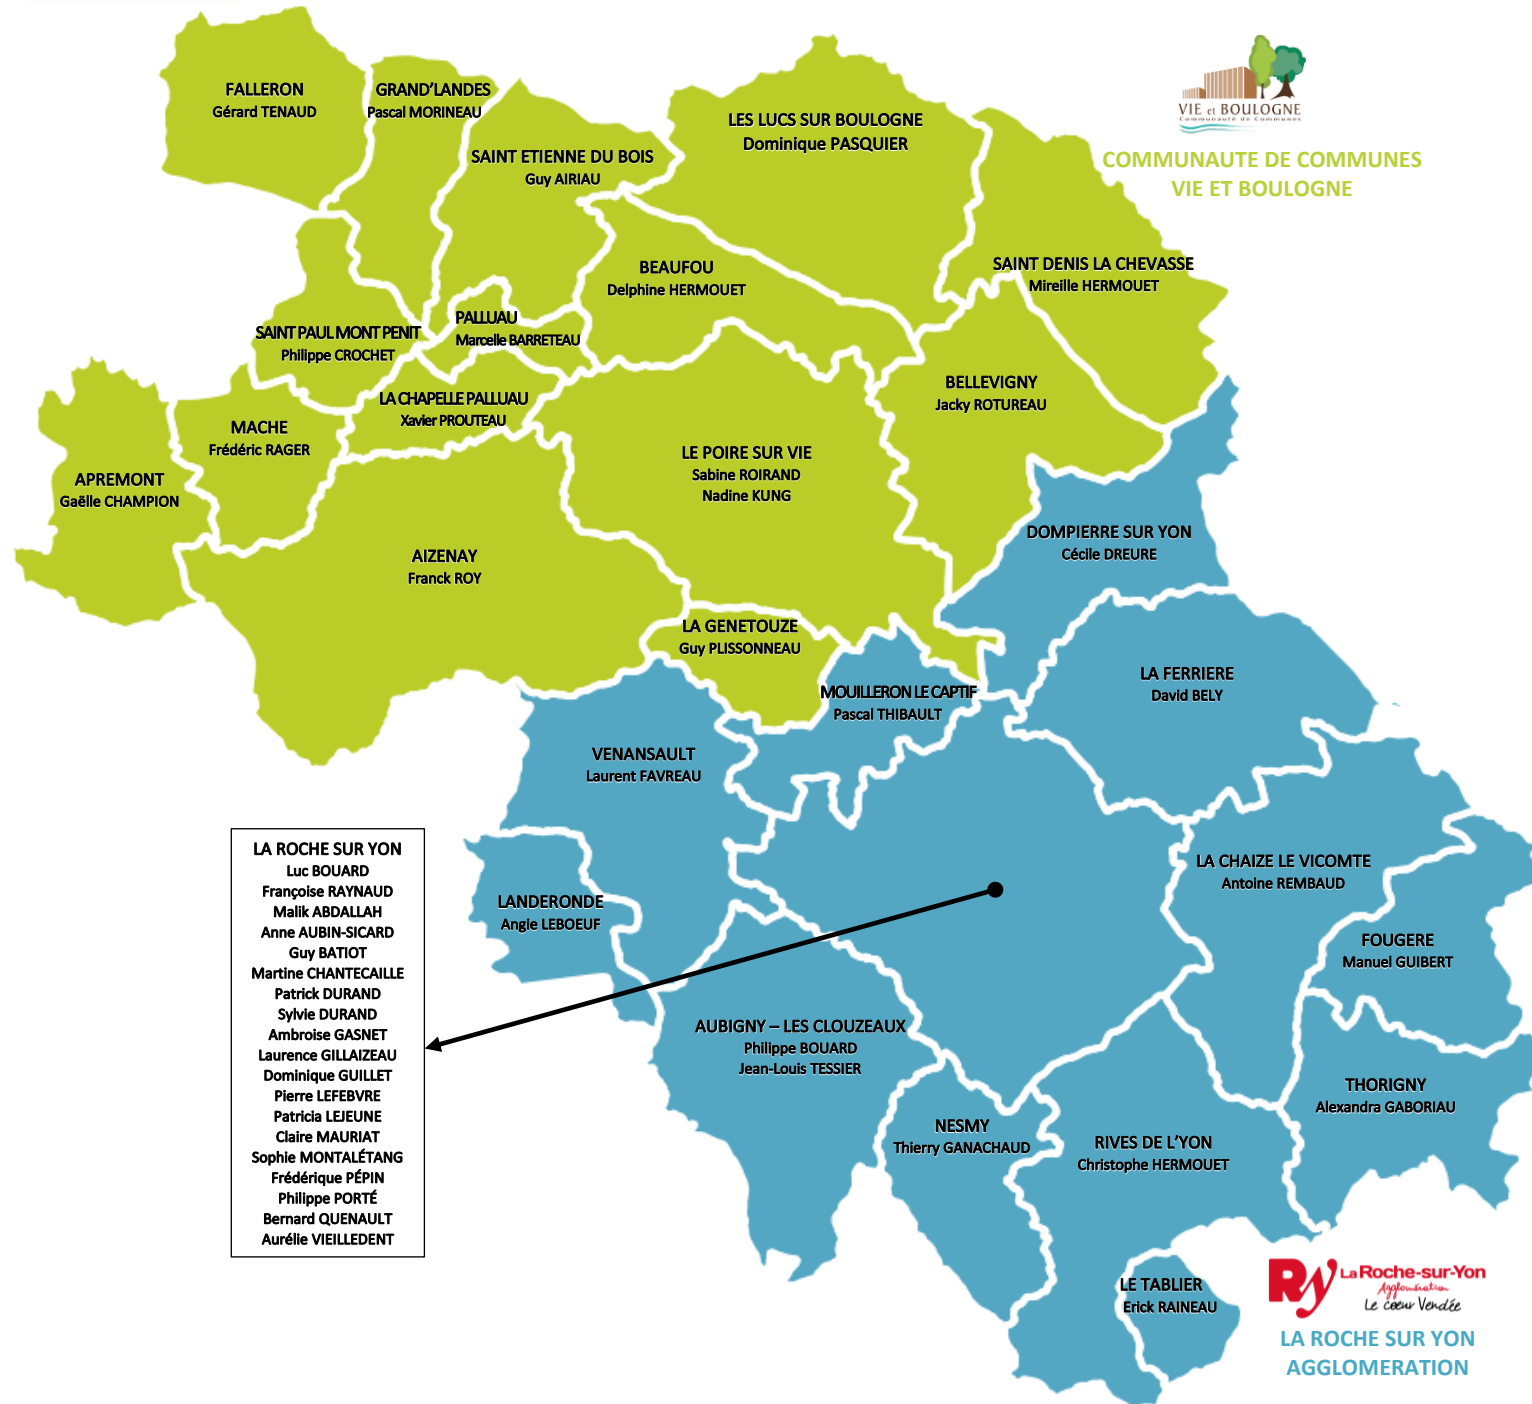 FALLERON
Gérard TENAUD
GRAND'LANDES
Pascal MORINEAU
SAINT ETIENNE DU BOIS
Guy AIRIAU
LES LUCS SUR BOULOGNE
Dominique PASQUIER
VIE et BOULOGNE
Communauté de Communes
COMMUNAUTE DE COMMUNES
VIE ET BOULOGNE
SAINT DENIS LA CHEVASSE
Mireille HERMOUET
BEAUFOU
Delphine HERMOUET
SAINT PAUL MONT PENIT
Philippe CROCHET
PALLUAU
Marcelle BARRETEAU
LA CHAPELLE PALLUAU
Xavier PROUTEAU
BELLEVIGNY
Jacky ROTUREAU
MACHE
Frédéric RAGER
APREMONT
Gaëlle CHAMPION
LE POIRE SUR VIE
Sabine ROIRAND
Nadine KUNG
AIZENAY
Franck ROY
DOMPIERRE SUR YON
Cécile DREURE
LA GENETOUZE
Guy PLISSONNEAU
MOUILLERON LE CAPTIF
Pascal THIBAULT
LA FERRIERE
David BELY
VENANSAULT
Laurent FAVREAU
LA CHAIZE LE VICOMTE
Antoine REMBAUD
LANDERONDE
Angie LEBOEUF
FOUGERE
Manuel GUIBERT
LA ROCHE SUR YON
Luc BOUARD
Françoise RAYNAUD
Malik ABDALLAH
Anne AUBIN-SICARD
Guy BATIOT
Martine CHANTECAILLE
Patrick DURAND
Sylvie DURAND
Ambroise GASNET
Laurence GILLAIZEAU
Dominique GUILLET
Pierre LEFEBVRE
Patricia LEJEUNE
Claire MAURIAT
Sophie MONTALÉTANG
Frédérique PÉPIN
Philippe PORTÉ
Bernard QUENAULT
Aurélie VIEILLEDENT
AUBIGNY – LES CLOUZEAUX
Philippe BOUARD
Jean-Louis TESSIER
THORIGNY
Alexandra GABORIAU
NESMY
Thierry GANACHAUD
RIVES DE L'YON
Christophe HERMOUET
LE TABLIER
Erick RAINEAU
Ry
La Roche-sur-Yon
Agglomération
Le cœur Vendée
LA ROCHE SUR YON
AGGLOMERATION